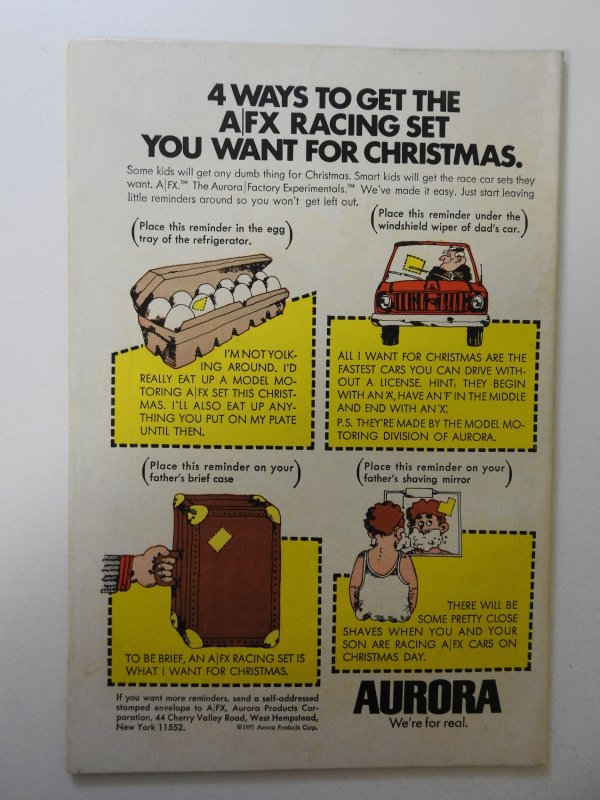 4 WAYS TO GET THE
A|FX RACING SET
YOU WANT FOR CHRISTMAS.
Some kids will get any dumb thing for Christmas. Smart kids will get the race car sets they
want. A|FX.™ The Aurora|Factory Experimentals.™ We've made it easy. Just start leaving
little reminders around so you won't get left out.
(Place this reminder in the egg
tray of the refrigerator.)
I'M NOT YOLK-
ING AROUND. I'D
REALLY EAT UP A MODEL MO-
TORING A|FX SET THIS CHRIST-
MAS. I'LL ALSO EAT UP ANY-
THING YOU PUT ON MY PLATE
UNTIL THEN.
(Place this reminder under the
windshield wiper of dad's car.)
ALL I WANT FOR CHRISTMAS ARE THE
FASTEST CARS YOU CAN DRIVE WITH-
OUT A LICENSE. HINT: THEY BEGIN
WITH AN 'A', HAVE AN 'F' IN THE MIDDLE
AND END WITH AN 'X'.
P.S. THEY'RE MADE BY THE MODEL MO-
TORING DIVISION OF AURORA.
(Place this reminder on your
father's brief case)
TO BE BRIEF, AN A|FX RACING SET IS
WHAT I WANT FOR CHRISTMAS.
(Place this reminder on your
father's shaving mirror)
THERE WILL BE
SOME PRETTY CLOSE
SHAVES WHEN YOU AND YOUR
SON ARE RACING A|FX CARS ON
CHRISTMAS DAY.
If you want more reminders, send a self-addressed
stamped envelope to A|FX, Aurora Products Cor-
poration, 44 Cherry Valley Road, West Hempstead,
New York 11552. ©1971 Aurora Products Corp.
AURORA
We're for real.